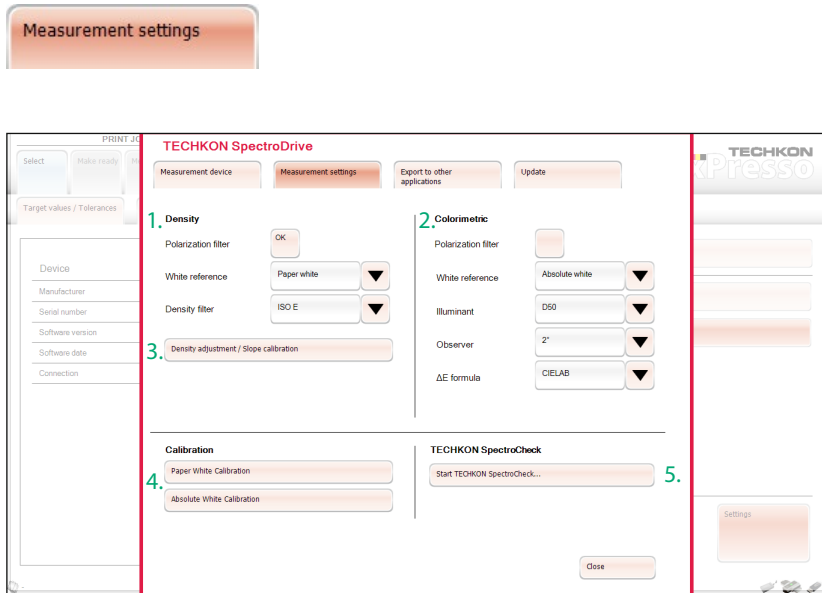 Measurement settings
PRINT JO
TECHKON SpectroDrive
TECHKON
Presso
Select
Make ready
Measurement device
Measurement settings
Export to other
applications
Update
Target values / Tolerances
1. Density
2. Colorimetric
Polarization filter
OK
Polarization filter
White reference
Paper white
White reference
Absolute white
Density filter
ISO E
Illuminant
D50
3. Density adjustment / Slope calibration
Observer
2°
ΔE formula
CIELAB
Device
Manufacturer
Serial number
Software version
Software date
Connection
Calibration
TECHKON SpectroCheck
4. Paper White Calibration
Start TECHKON SpectroCheck...
5.
Absolute White Calibration
Settings
Close